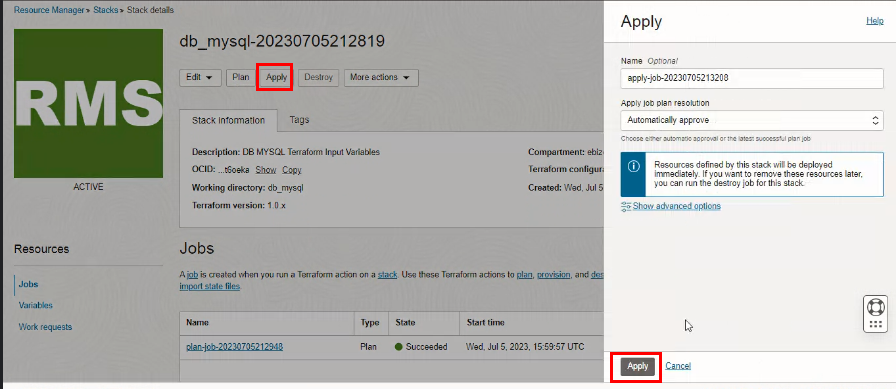 Resource Manager » Stacks » Stack details
RMS
ACTIVE
Resources
Jobs
Variables
Work requests
db_mysql-20230705212819
Edit Plan Apply Destroy More actions
Stack information Tags
Description: DB MYSQL Terraform Input Variables
OCID: ...t6oeka Show Copy
Working directory: db_mysql
Terraform version: 1.0.x
Compartment: ebiz
Terraform configura
Created: Wed, Jul 5
Jobs
A job is created when you run a Terraform action on a stack. Use these Terraform actions to plan, provision, and des
import state files.
Name Type State Start time
plan-job-20230705212948 Plan Succeeded Wed, Jul 5, 2023, 15:59:57 UTC
Apply Help
Name Optional
apply-job-20230705213208
Apply job plan resolution
Automatically approve
Choose either automatic approval or the latest successful plan job
Resources defined by this stack will be deployed
immediately. If you want to remove these resources later,
you can run the destroy job for this stack.
Show advanced options
Apply Cancel